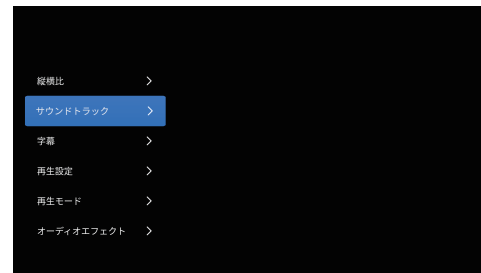 縦横比
サウンドトラック
字幕
再生設定
再生モード
オーディオエフェクト